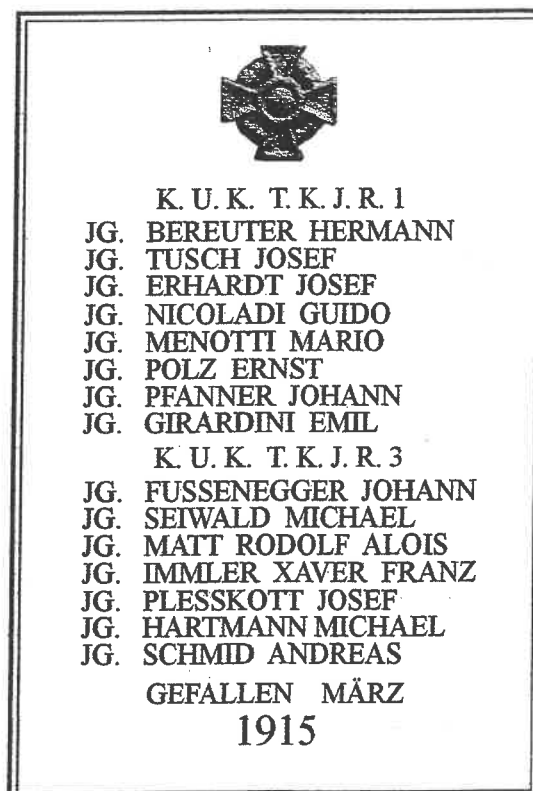 K. U. K. T. K. J. R. 1
JG. BEREUTER HERMANN
JG. TUSCH JOSEF
JG. ERHARDT JOSEF
JG. NICOLADI GUIDO
JG. MENOTTI MARIO
JG. POLZ ERNST
JG. PFANNER JOHANN
JG. GIRARDINI EMIL
K. U. K. T. K. J. R. 3
JG. FUSSENEGGER JOHANN
JG. SEIWALD MICHAEL
JG. MATT RODOLF ALOIS
JG. IMMLER XAVER FRANZ
JG. PLESSKOTT JOSEF
JG. HARTMANN MICHAEL
JG. SCHMID ANDREAS
GEFALLEN MÄRZ
1915